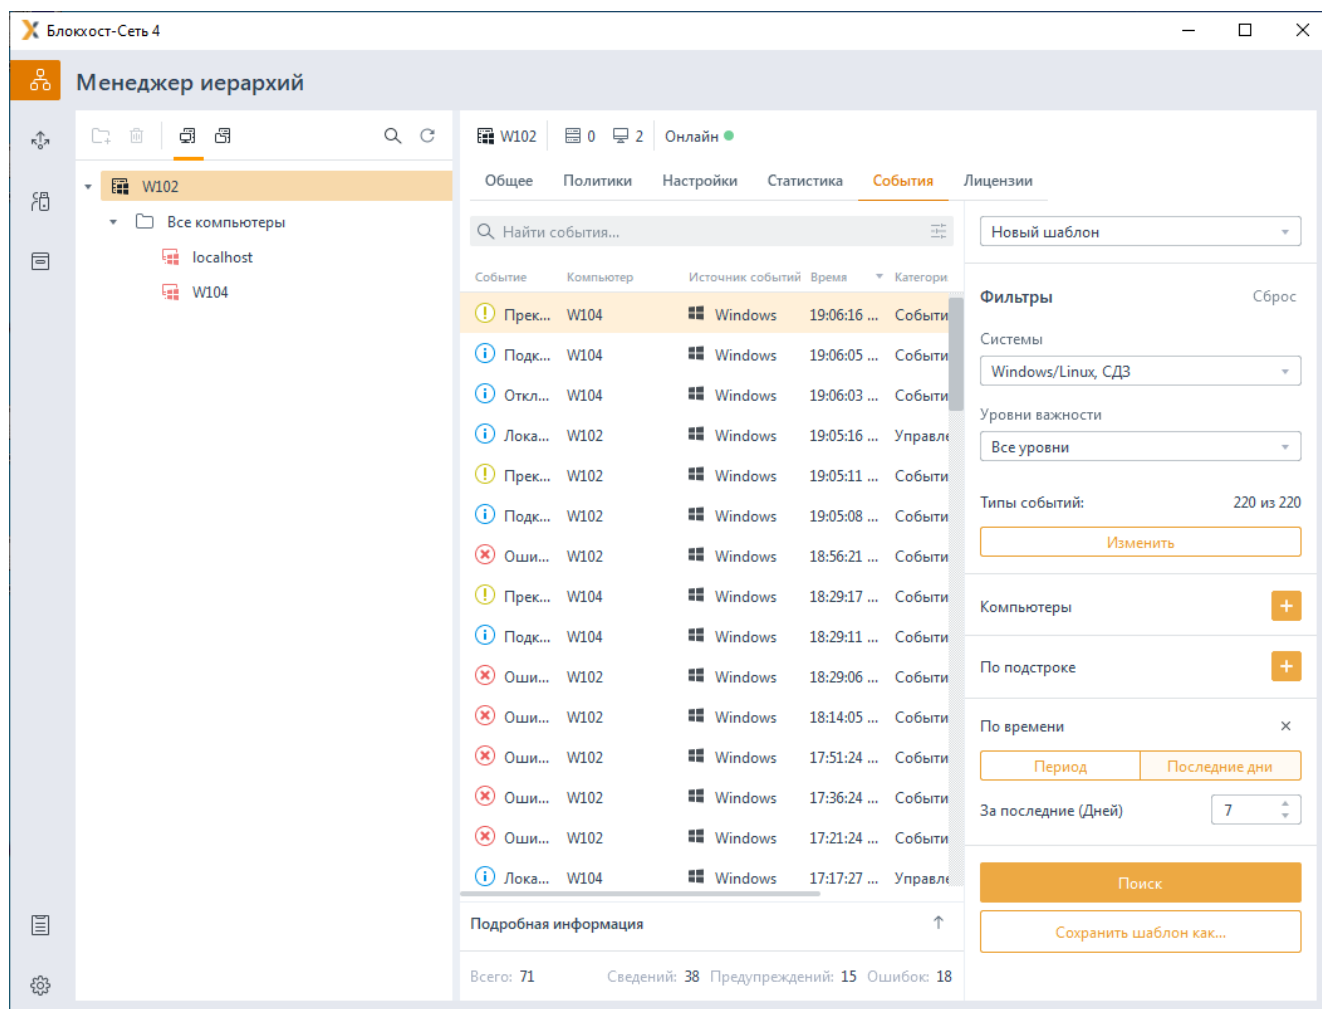 Блокхост-Сеть 4
Менеджер иерархий
W102
Все компьютеры
localhost
W104
W102 0 2 Онлайн
Общее Политики Настройки Статистика События Лицензии
Найти события...
Событие Компьютер Источник событий Время Категори
Прек... W104 Windows 19:06:16 ... Событи
Подк... W104 Windows 19:06:05 ... Событи
Откл... W104 Windows 19:06:03 ... Событи
Лока... W102 Windows 19:05:16 ... Управле
Прек... W102 Windows 19:05:11 ... Событи
Подк... W102 Windows 19:05:08 ... Событи
Оши... W102 Windows 18:56:21 ... Событи
Прек... W104 Windows 18:29:17 ... Событи
Подк... W104 Windows 18:29:11 ... Событи
Оши... W102 Windows 18:29:06 ... Событи
Оши... W102 Windows 18:14:05 ... Событи
Оши... W102 Windows 17:51:24 ... Событи
Оши... W102 Windows 17:36:24 ... Событи
Оши... W102 Windows 17:21:24 ... Событи
Лока... W104 Windows 17:17:27 ... Управле
Подробная информация
Всего: 71 Сведений: 38 Предупреждений: 15 Ошибок: 18
Новый шаблон
Фильтры Сброс
Системы
Windows/Linux, СДЗ
Уровни важности
Все уровни
Типы событий: 220 из 220
Изменить
Компьютеры
По подстроке
По времени
Период Последние дни
За последние (Дней) 7
Поиск
Сохранить шаблон как...